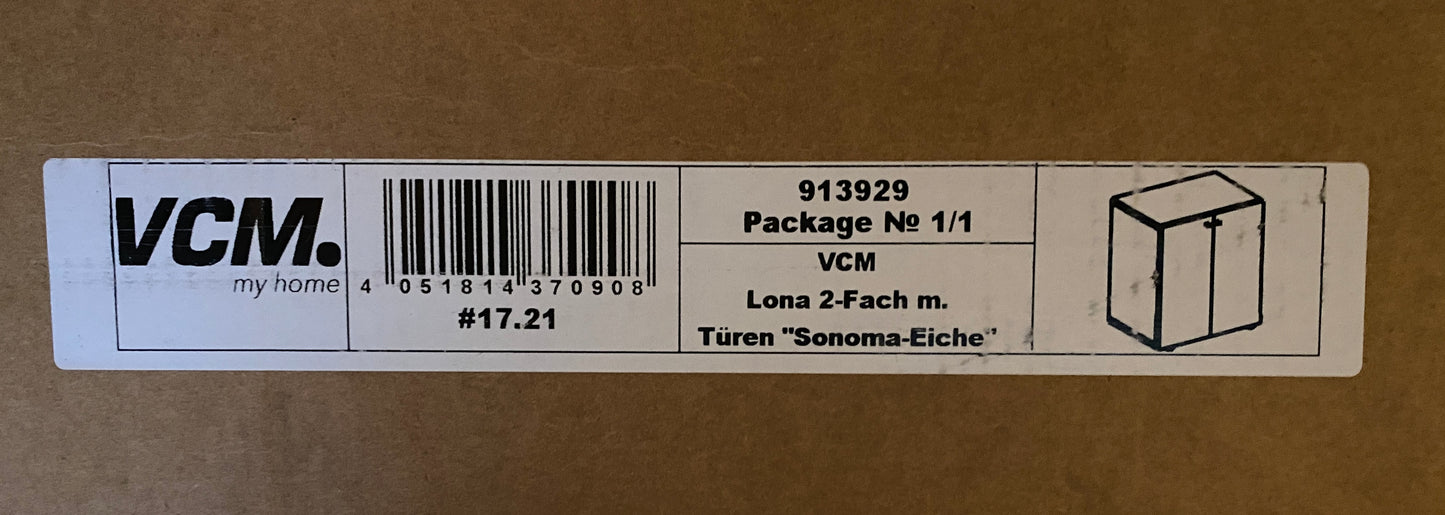 VCM.
my home
4 051814 370908
#17.21
913929
Package № 1/1
VCM
Lona 2-Fach m.
Türen "Sonoma-Eiche"